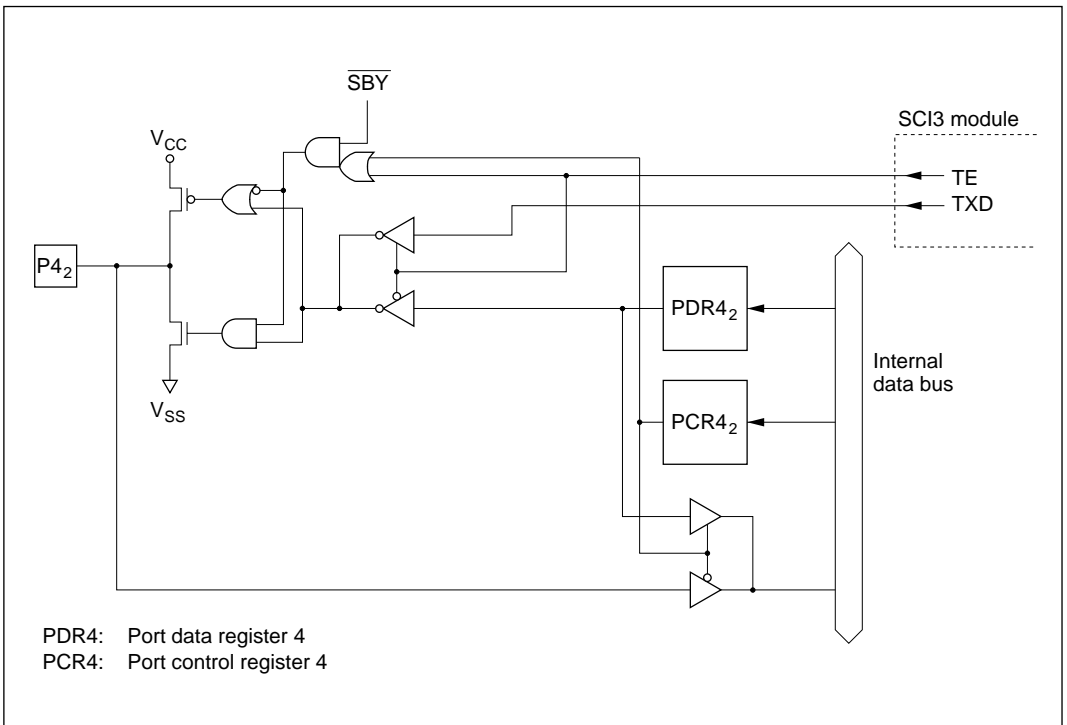 SBY
SCI3 module
VCC
TE
TXD
P42
PDR42
Internal
data bus
PCR42
VSS
PDR4: Port data register 4
PCR4: Port control register 4